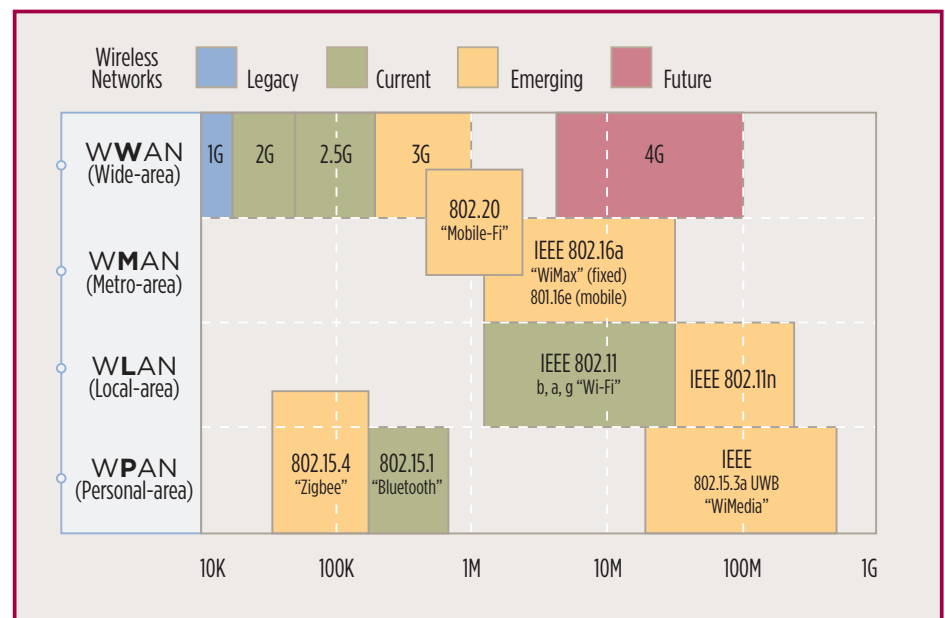 Wireless
Networks
Legacy
Current
Emerging
Future
WWAN
(Wide-area)
1G
2G
2.5G
3G
4G
802.20
"Mobile-Fi"
WMAN
(Metro-area)
IEEE 802.16a
"WiMax" (fixed)
801.16e (mobile)
WLAN
(Local-area)
IEEE 802.11
b, a, g "Wi-Fi"
IEEE 802.11n
WPAN
(Personal-area)
802.15.4
"Zigbee"
802.15.1
"Bluetooth"
IEEE
802.15.3a UWB
"WiMedia"
10K
100K
1M
10M
100M
1G